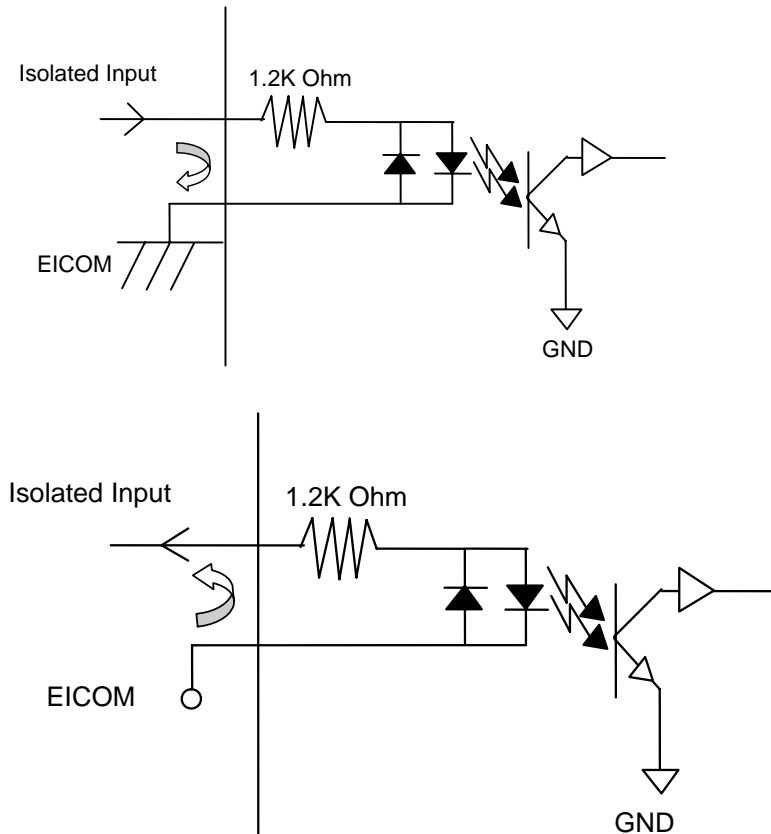 Isolated Input
1.2K Ohm
EICOM
GND
Isolated Input
1.2K Ohm
EICOM
GND